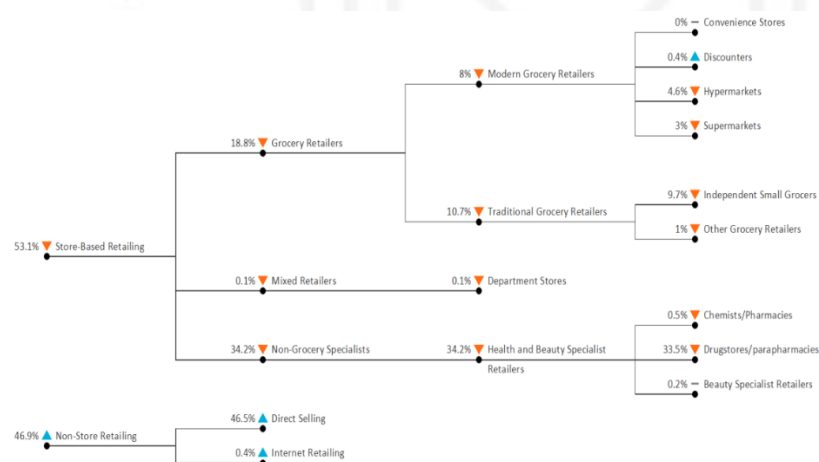 0% – Convenience Stores
0.4% ▲ Discounters
8% ▼ Modern Grocery Retailers
4.6% ▼ Hypermarkets
3% ▼ Supermarkets
18.8% ▼ Grocery Retailers
9.7% ▼ Independent Small Grocers
10.7% ▼ Traditional Grocery Retailers
1% ▼ Other Grocery Retailers
53.1% ▼ Store-Based Retailing
0.1% ▼ Mixed Retailers
0.1% ▼ Department Stores
0.5% ▼ Chemists/Pharmacies
34.2% ▼ Non-Grocery Specialists
34.2% ▼ Health and Beauty Specialist
Retailers
33.5% ▼ Drugstores/parapharmacies
0.2% – Beauty Specialist Retailers
46.5% ▲ Direct Selling
46.9% ▲ Non-Store Retailing
0.4% ▲ Internet Retailing